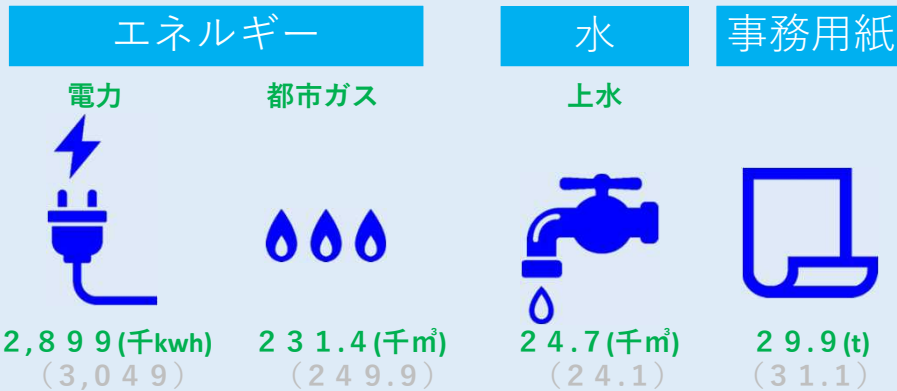 エネルギー 水 事務用紙
電力 都市ガス 上水
2,899(千kwh) 231.4(千㎥) 24.7(千㎥) 29.9(t)
(3,049) (249.9) (24.1) (31.1)